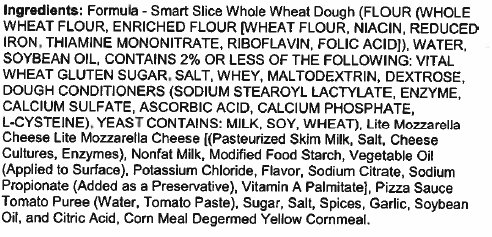 Ingredients: Formula - Smart Slice Whole Wheat Dough (FLOUR (WHOLE
WHEAT FLOUR, ENRICHED FLOUR [WHEAT FLOUR, NIACIN, REDUCED
IRON, THIAMINE MONONITRATE, RIBOFLAVIN, FOLIC ACID]), WATER,
SOYBEAN OIL, CONTAINS 2% OR LESS OF THE FOLLOWING: VITAL
WHEAT GLUTEN SUGAR, SALT, WHEY, MALTODEXTRIN, DEXTROSE,
DOUGH CONDITIONERS (SODIUM STEAROYL LACTYLATE, ENZYME,
CALCIUM SULFATE, ASCORBIC ACID, CALCIUM PHOSPHATE,
L-CYSTEINE), YEAST CONTAINS: MILK, SOY, WHEAT), Lite Mozzarella
Cheese Lite Mozzarella Cheese [(Pasteurized Skim Milk, Salt, Cheese
Cultures, Enzymes), Nonfat Milk, Modified Food Starch, Vegetable Oil
(Applied to Surface), Potassium Chloride, Flavor, Sodium Citrate, Sodium
Propionate (Added as a Preservative), Vitamin A Palmitate], Pizza Sauce
Tomato Puree (Water, Tomato Paste), Sugar, Salt, Spices, Garlic, Soybean
Oil, and Citric Acid, Corn Meal Degermed Yellow Cornmeal.